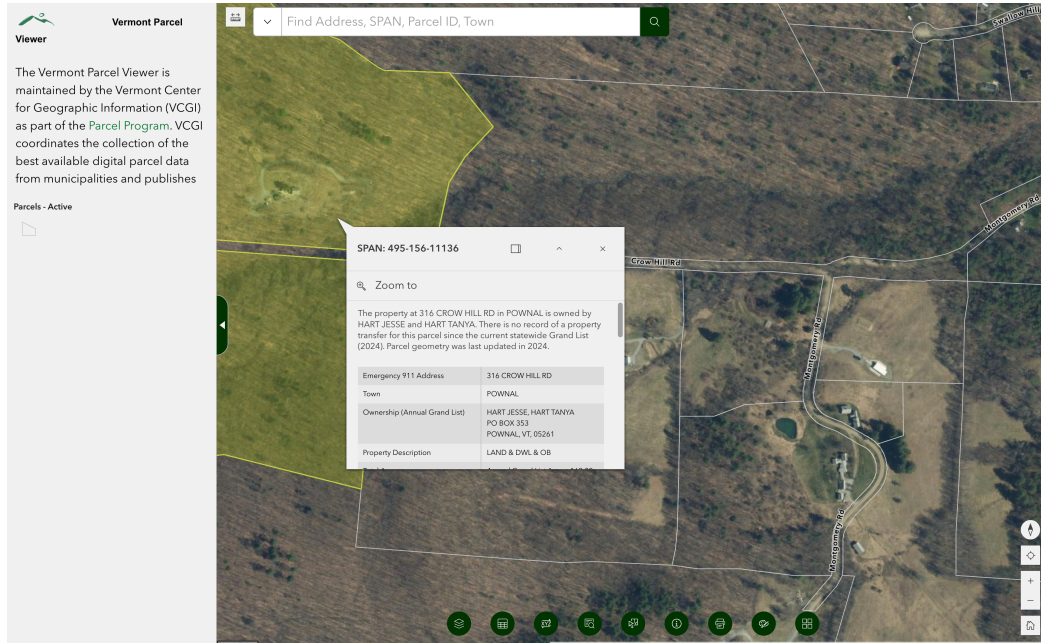 Vermont Parcel
Viewer
Find Address, SPAN, Parcel ID, Town
The Vermont Parcel Viewer is
maintained by the Vermont Center
for Geographic Information (VCGI)
as part of the Parcel Program. VCGI
coordinates the collection of the
best available digital parcel data
from municipalities and publishes
Parcels - Active
Swallow Hill
Montgomery Rd
Crow Hill Rd
SPAN: 495-156-11136
Zoom to
The property at 316 CROW HILL RD in POWNAL is owned by
HART JESSE and HART TANYA. There is no record of a property
transfer for this parcel since the current statewide Grand List
(2024). Parcel geometry was last updated in 2024.
Emergency 911 Address 316 CROW HILL RD
Town POWNAL
Ownership (Annual Grand List) HART JESSE, HART TANYA
PO BOX 353
POWNAL, VT, 05261
Property Description LAND & DWL & OB
Montgomery Rd
Montgomery Rd